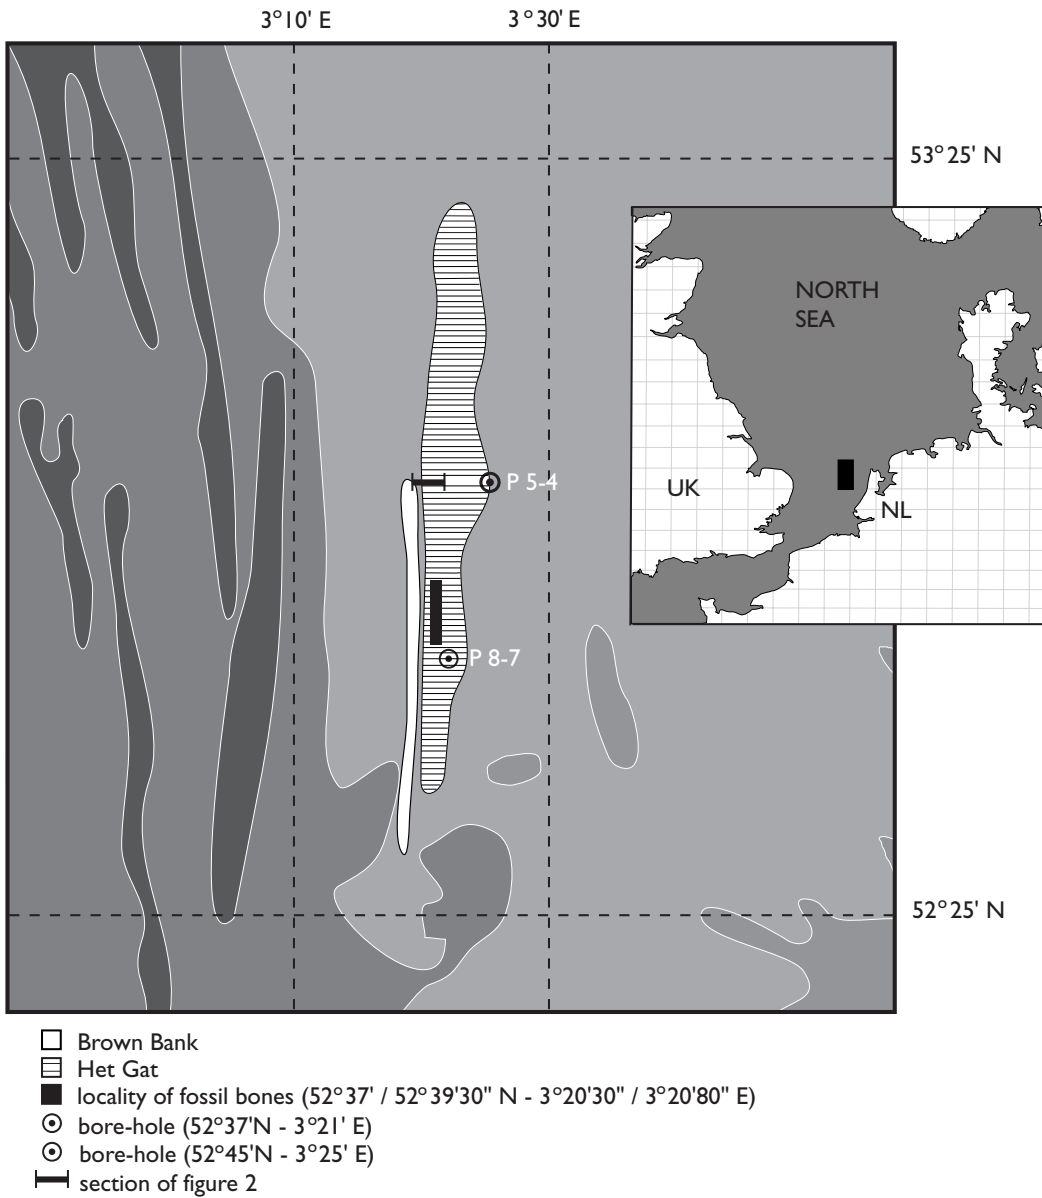 3°10' E
3°30' E
53°25' N
NORTH
SEA
UK
NL
P 5-4
P 8-7
52°25' N
Brown Bank
Het Gat
locality of fossil bones (52°37' / 52°39'30" N - 3°20'30" / 3°20'80" E)
bore-hole (52°37'N - 3°21' E)
bore-hole (52°45'N - 3°25' E)
section of figure 2